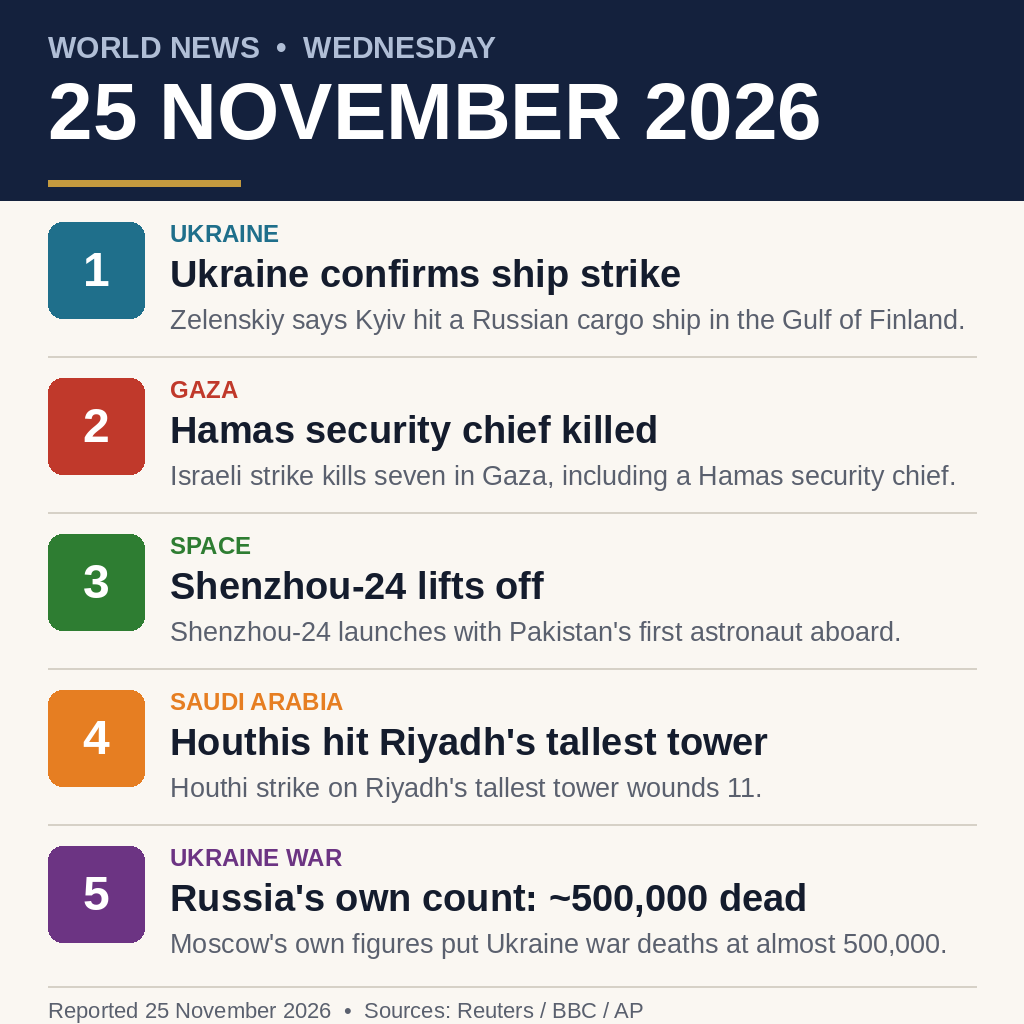 WORLD NEWS • WEDNESDAY
25 NOVEMBER 2026
1
UKRAINE
Ukraine confirms ship strike
Zelenskiy says Kyiv hit a Russian cargo ship in the Gulf of Finland.
2
GAZA
Hamas security chief killed
Israeli strike kills seven in Gaza, including a Hamas security chief.
3
SPACE
Shenzhou-24 lifts off
Shenzhou-24 launches with Pakistan's first astronaut aboard.
4
SAUDI ARABIA
Houthis hit Riyadh's tallest tower
Houthi strike on Riyadh's tallest tower wounds 11.
5
UKRAINE WAR
Russia's own count: ~500,000 dead
Moscow's own figures put Ukraine war deaths at almost 500,000.
Reported 25 November 2026 • Sources: Reuters / BBC / AP